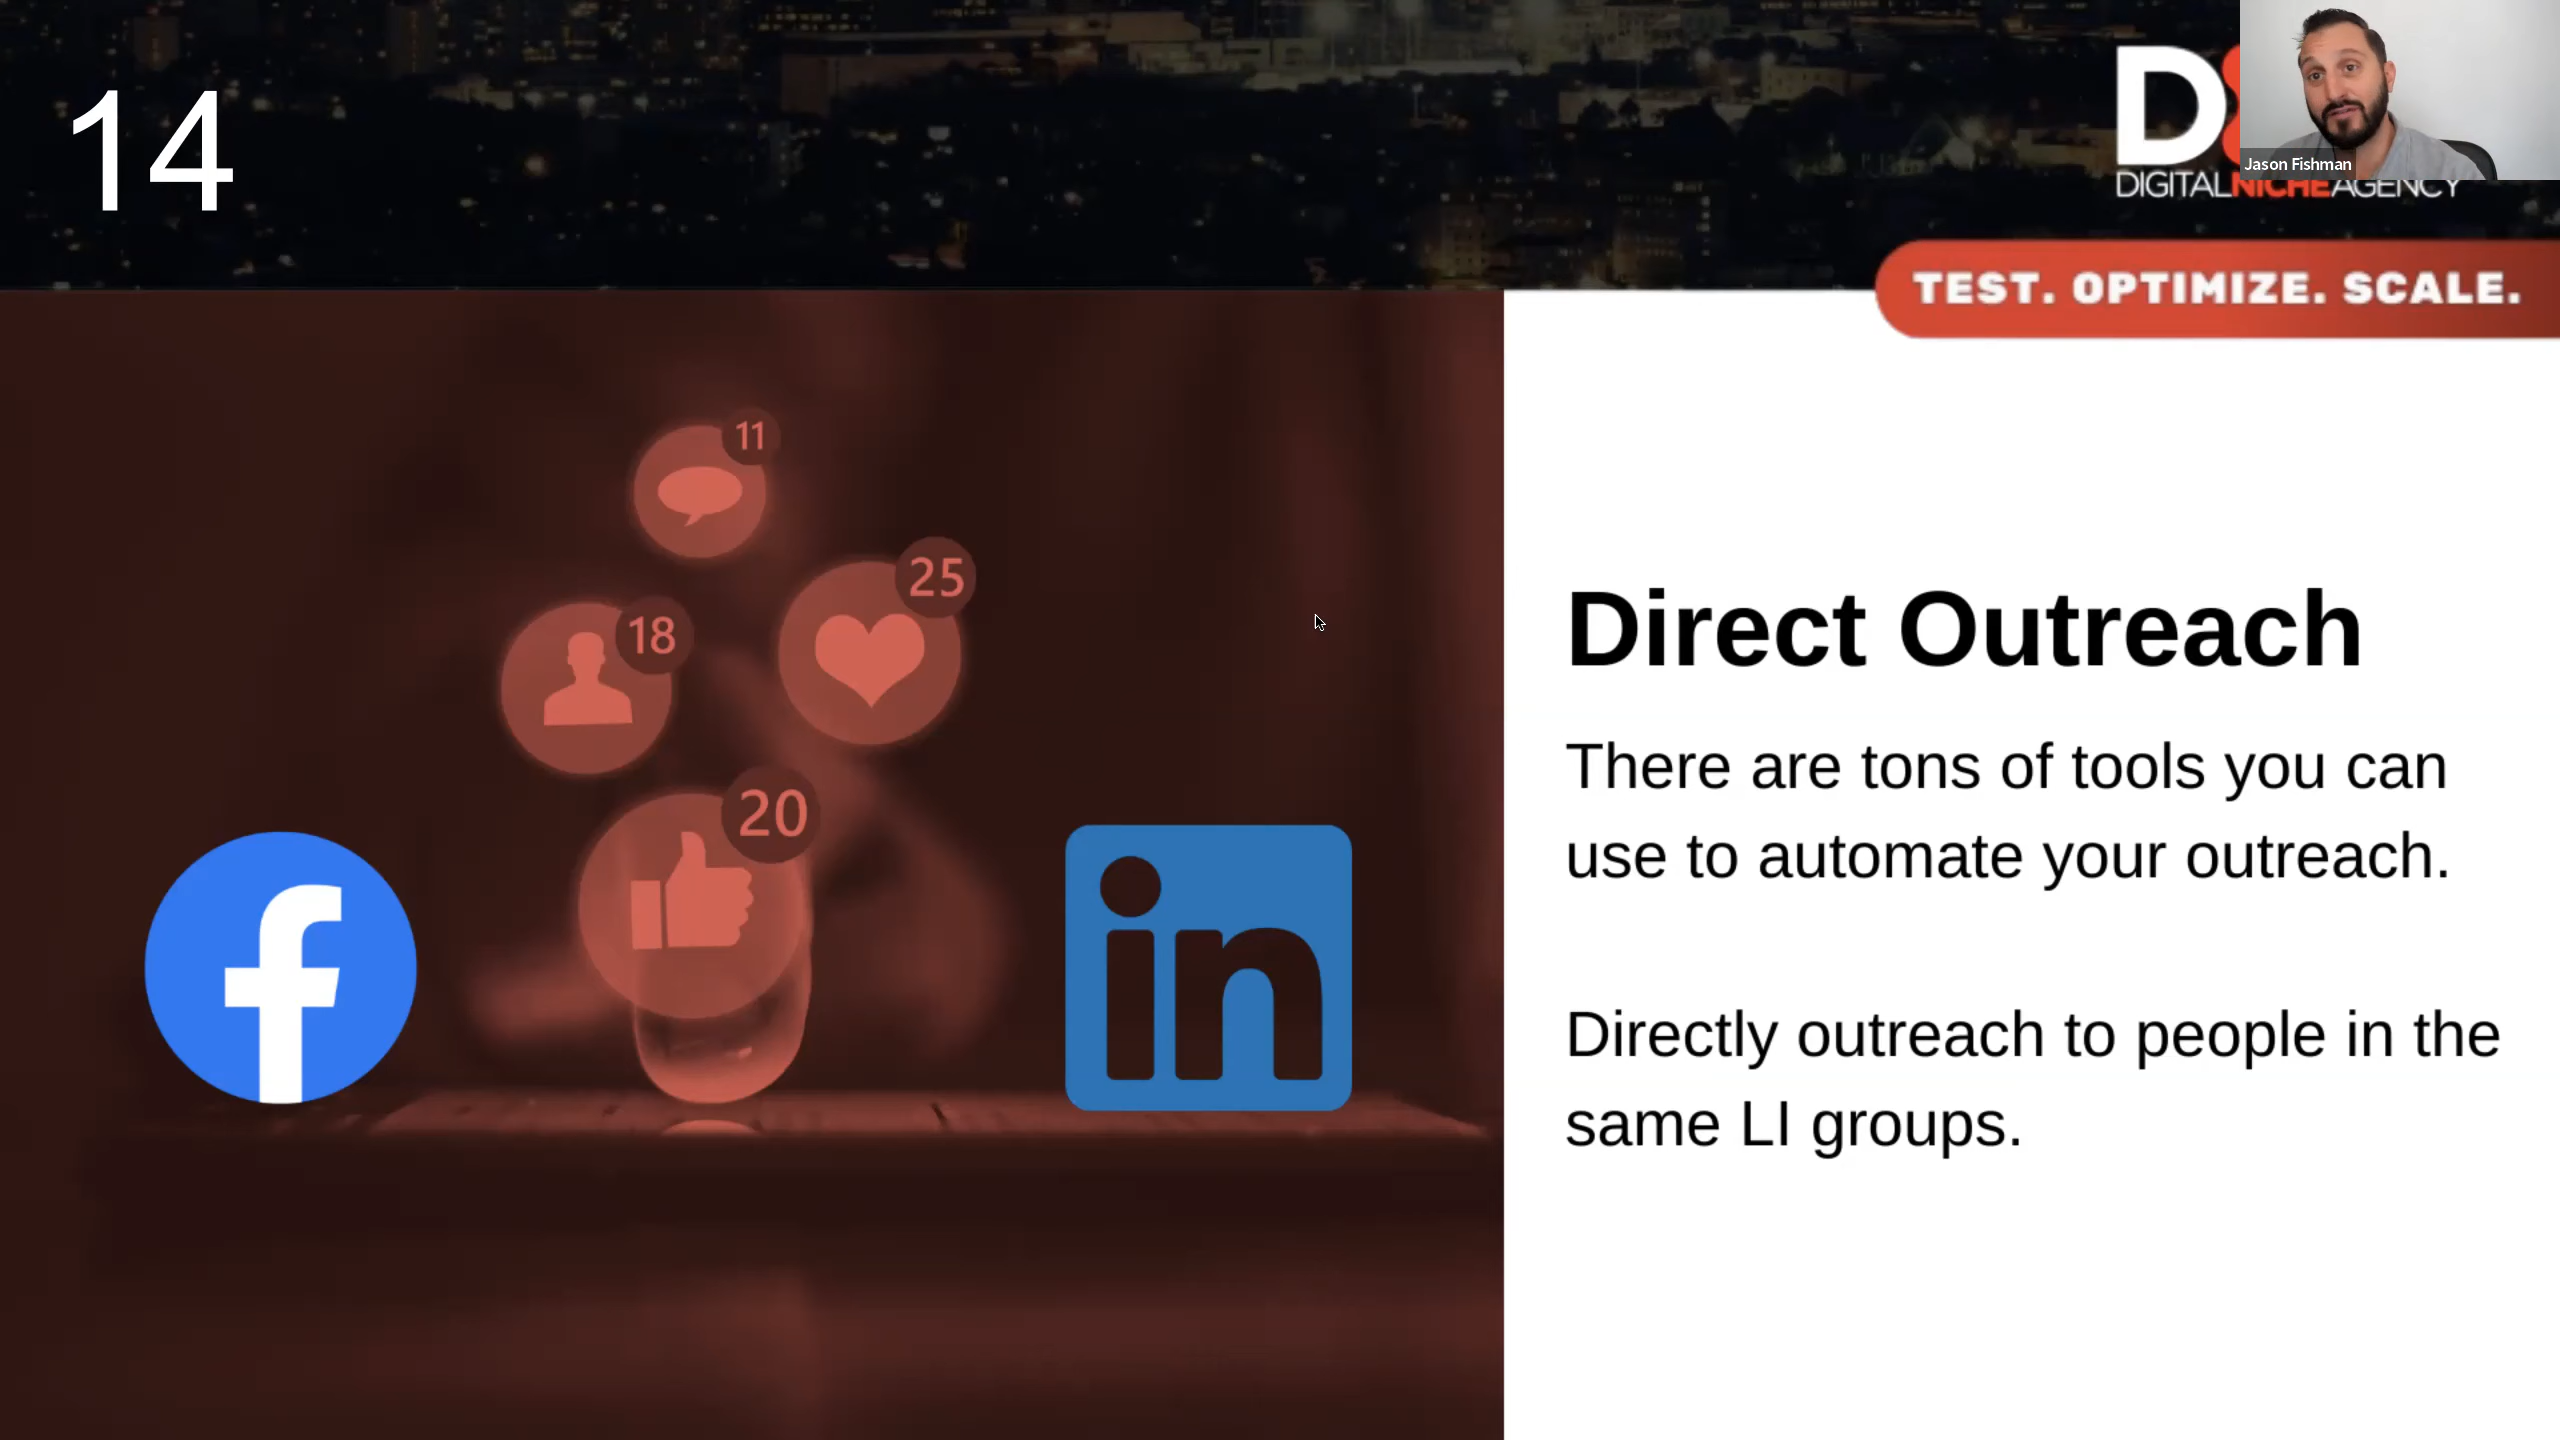 14
D
Jason Fishman
DIGITALNICHEAGENCY
TEST. OPTIMIZE. SCALE.
11
25
18
20
f
in
Direct Outreach
There are tons of tools you can
use to automate your outreach.
Directly outreach to people in the
same LI groups.